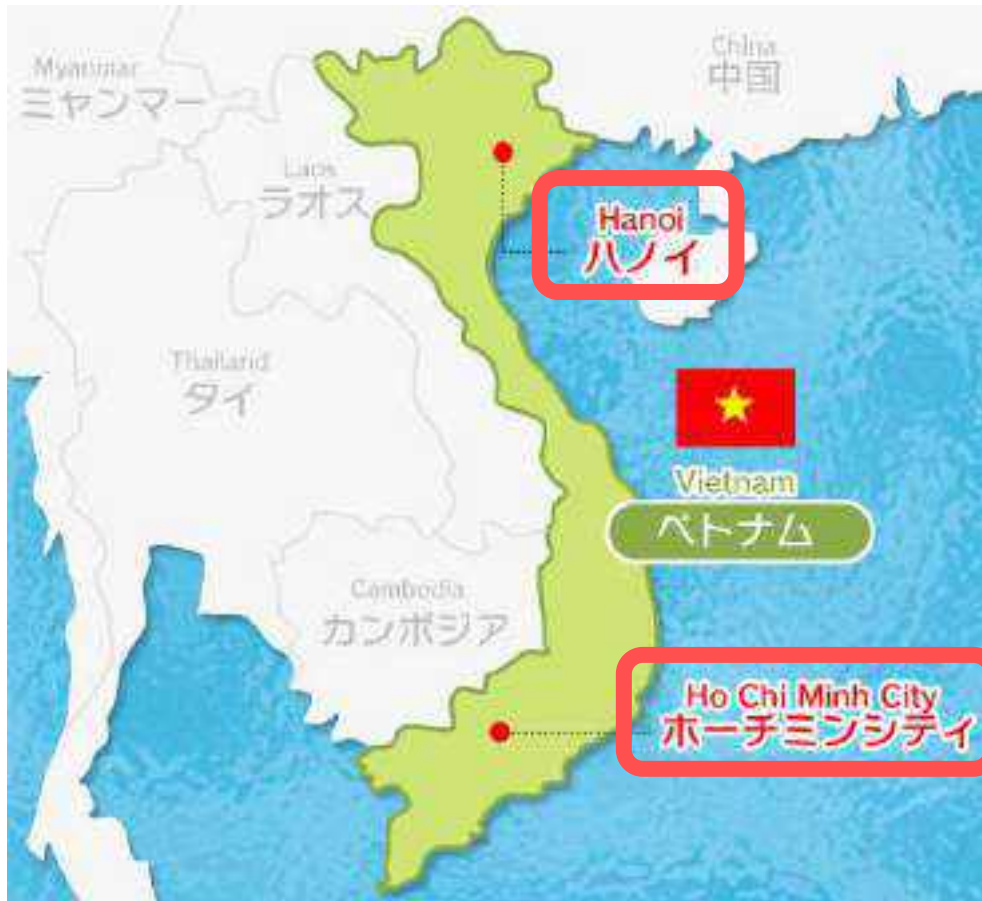 China
中国
Myanmar
ミャンマー
Laos
ラオス
Hanoi
ハノイ
Thailand
タイ
Vietnam
ベトナム
Cambodia
カンボジア
Ho Chi Minh City
ホーチミンシティ